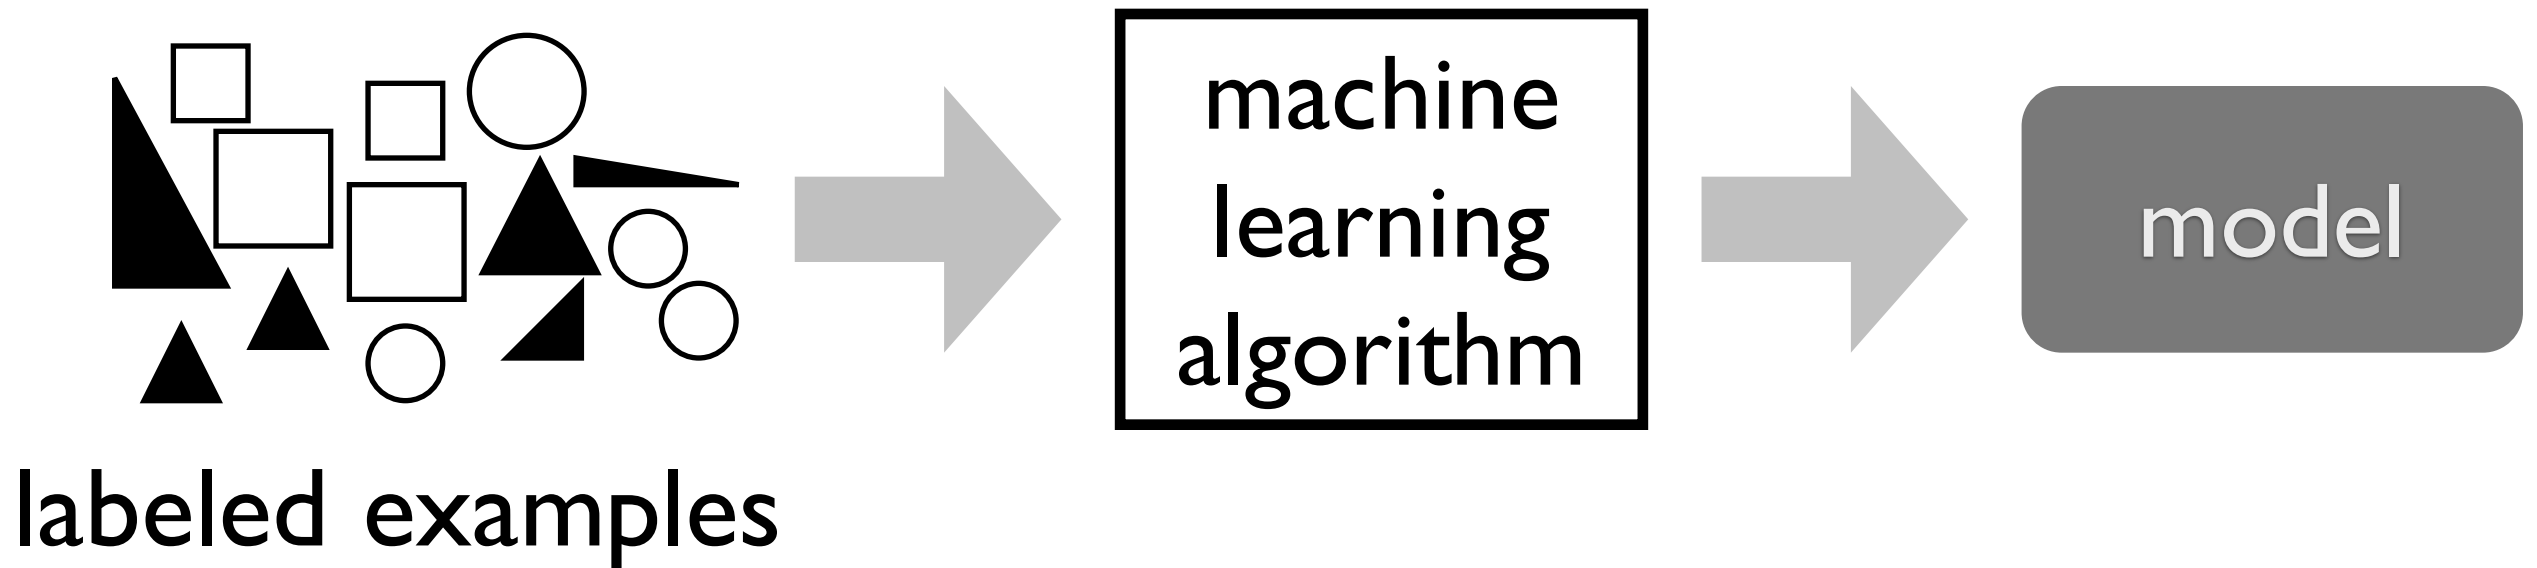 machine
learning
algorithm
model
labeled examples